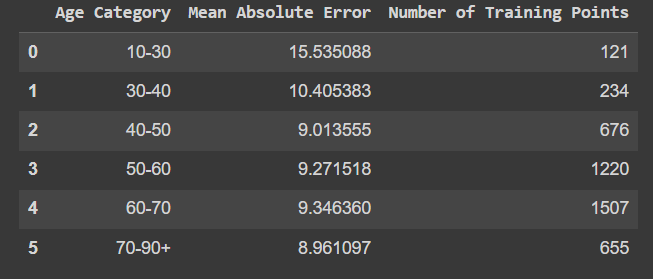 Age Category Mean Absolute Error Number of Training Points
0 10-30 15.535088 121
1 30-40 10.405383 234
2 40-50 9.013555 676
3 50-60 9.271518 1220
4 60-70 9.346360 1507
5 70-90+ 8.961097 655